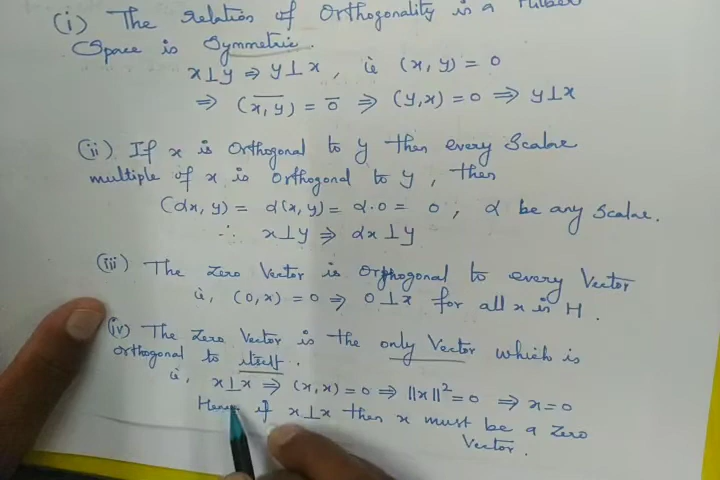 (i) The relation of Orthogonality is a Hilbert
Space is Symmetric.
x⊥y ⇒ y⊥x , ie (x, y) = 0
⇒ (x̅,̅ y̅) = 0̅ ⇒ (y,x) = 0 ⇒ y⊥x
(ii) If x is Orthogonal to y then every Scalar
multiple of x is Orthogonal to y , then
(αx, y) = α(x, y) = α·0 = 0 , α be any Scalar.
∴ x⊥y ⇒ αx⊥y
(iii) The Zero Vector is Orthogonal to every Vector
ie, (0,x) = 0 ⇒ 0⊥x for all x in H .
(iv) The Zero Vector is the only Vector which is
Orthogonal to itself .
ie, x⊥x ⇒ (x,x) = 0 ⇒ ||x||² = 0 ⇒ x = 0
Hence if x⊥x then x must be a Zero
Vector .